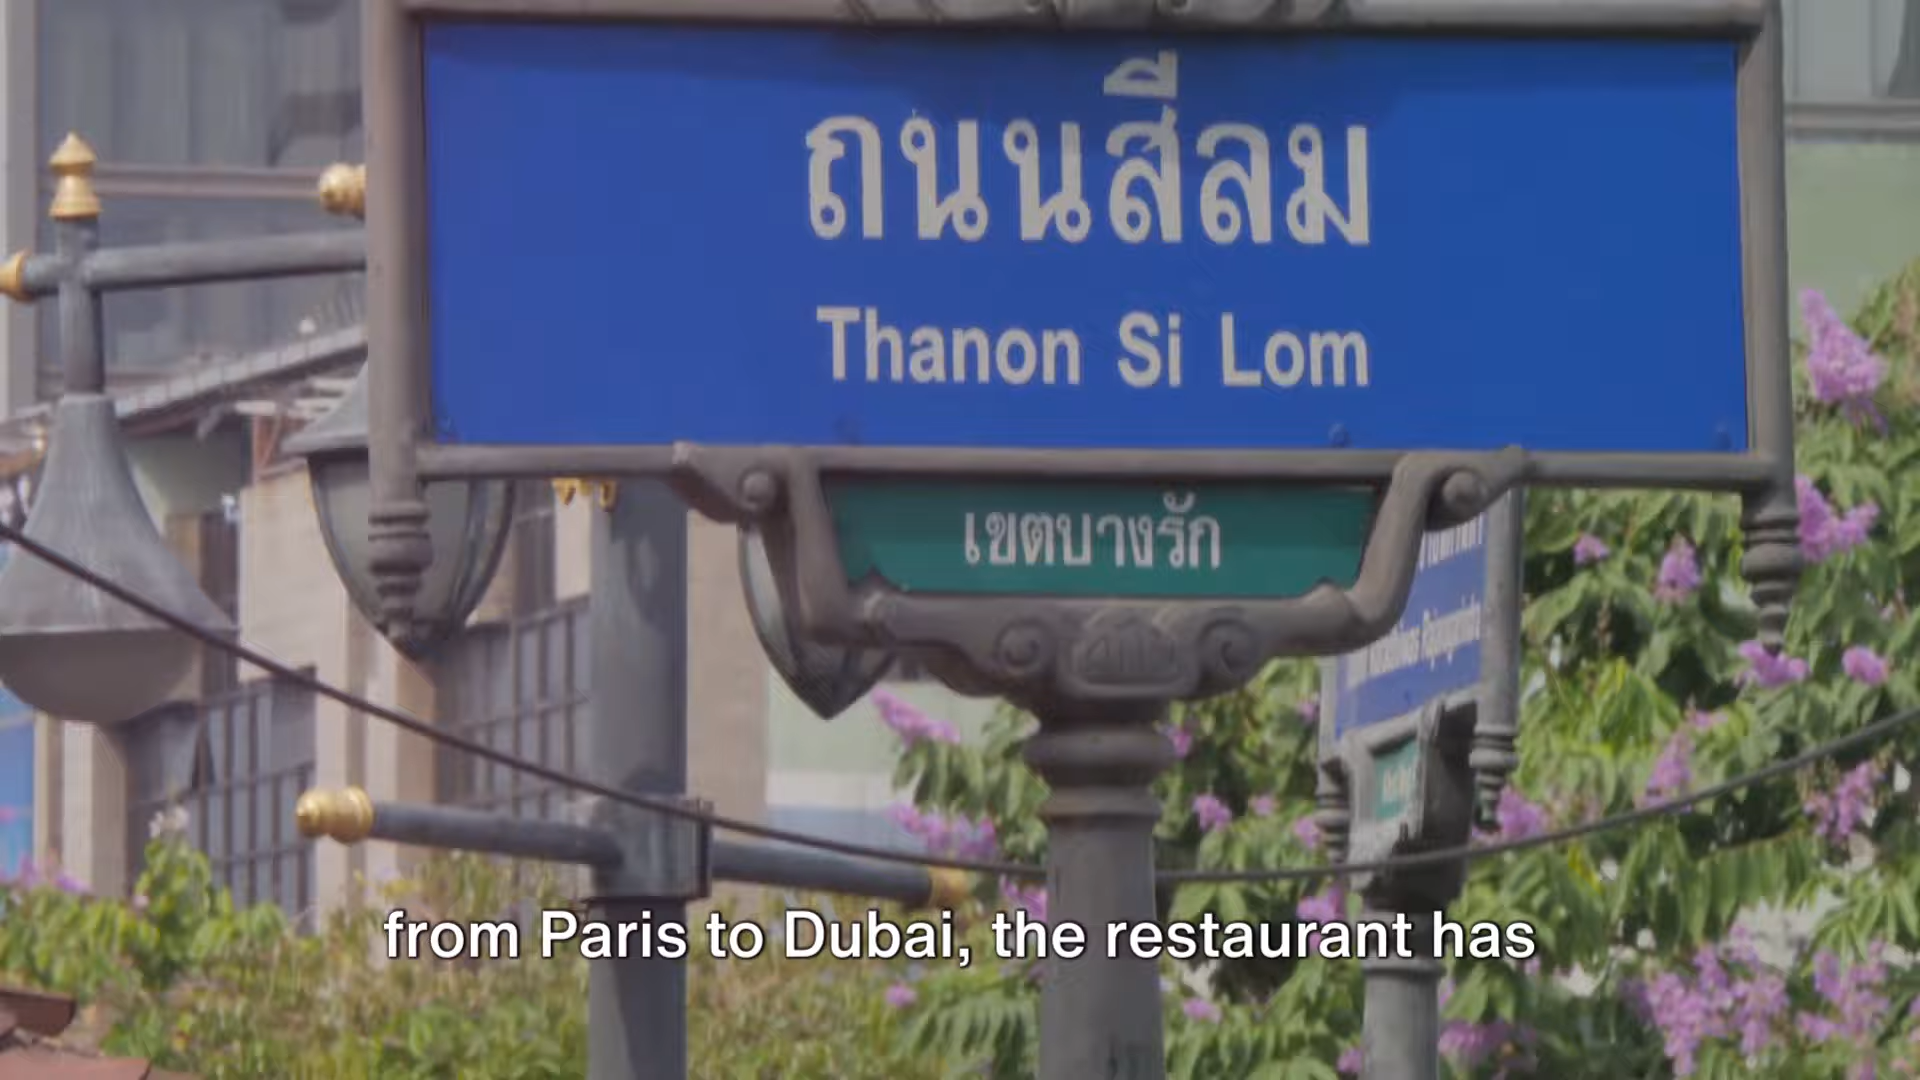 ถนนสีลม
Thanon Si Lom
เขตบางรัก
from Paris to Dubai, the restaurant has